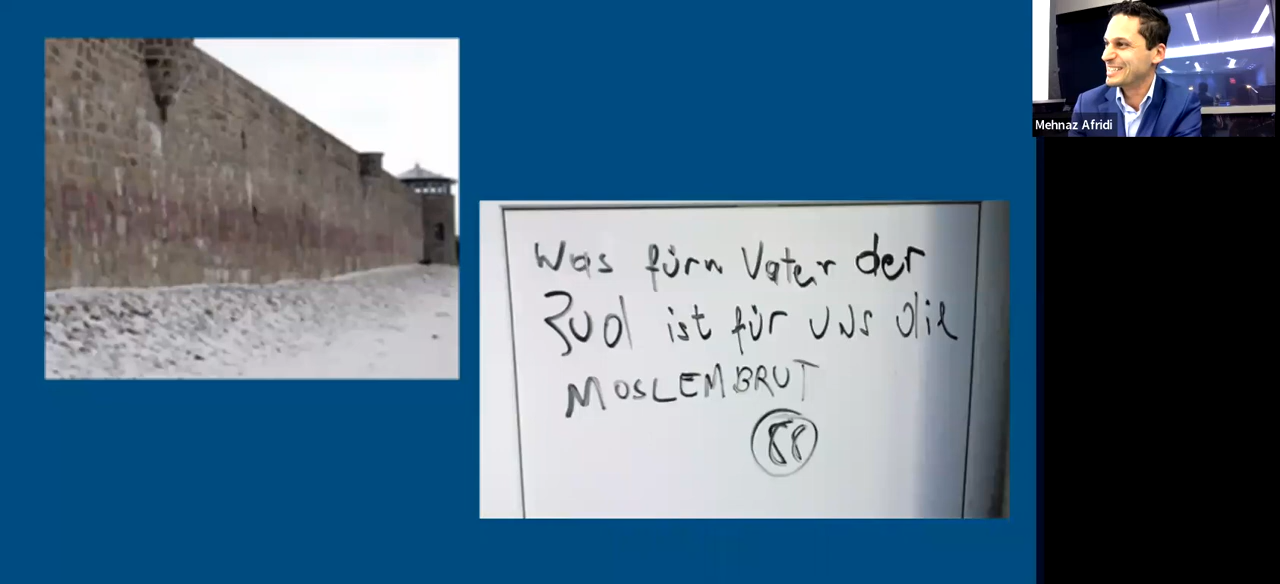 Mehnaz Afridi
Was fürn Vater der
Jud ist für uns die
MOSLEMBRUT
88